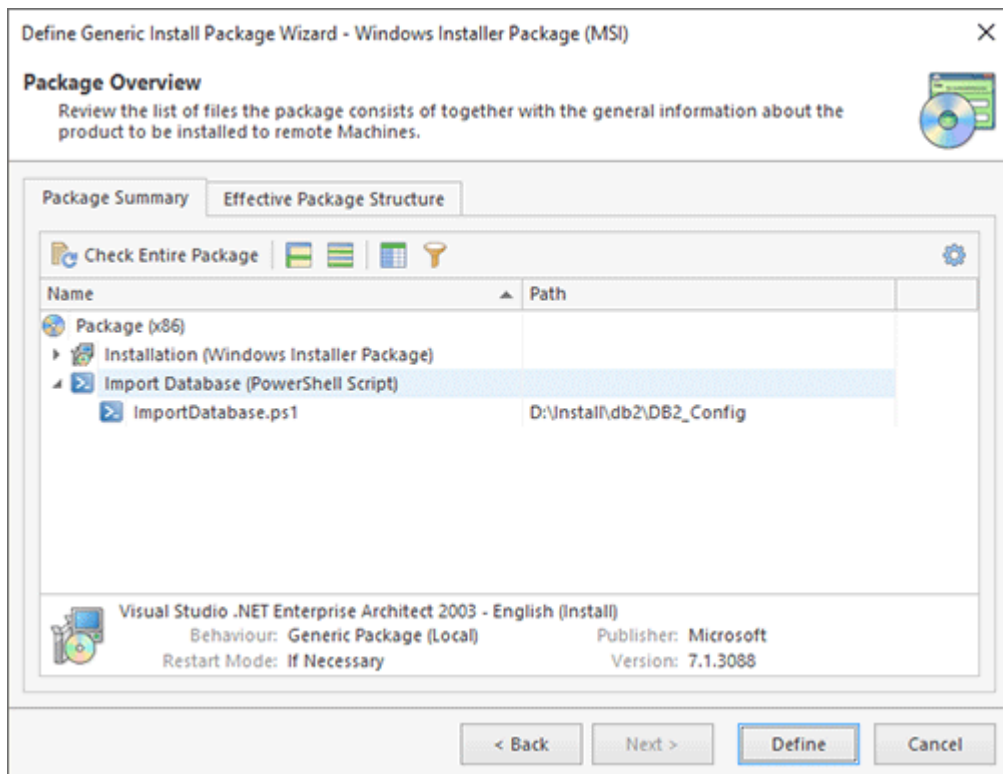 Define Generic Install Package Wizard - Windows Installer Package (MSI)
Package Overview
Review the list of files the package consists of together with the general information about the
product to be installed to remote Machines.
Package Summary
Effective Package Structure
Check Entire Package
Name
Path
Package (x86)
Installation (Windows Installer Package)
Import Database (PowerShell Script)
ImportDatabase.ps1
D:\Install\db2\DB2_Config
Visual Studio .NET Enterprise Architect 2003 - English (Install)
Behaviour: Generic Package (Local)
Publisher: Microsoft
Restart Mode: If Necessary
Version: 7.1.3088
< Back
Next >
Define
Cancel